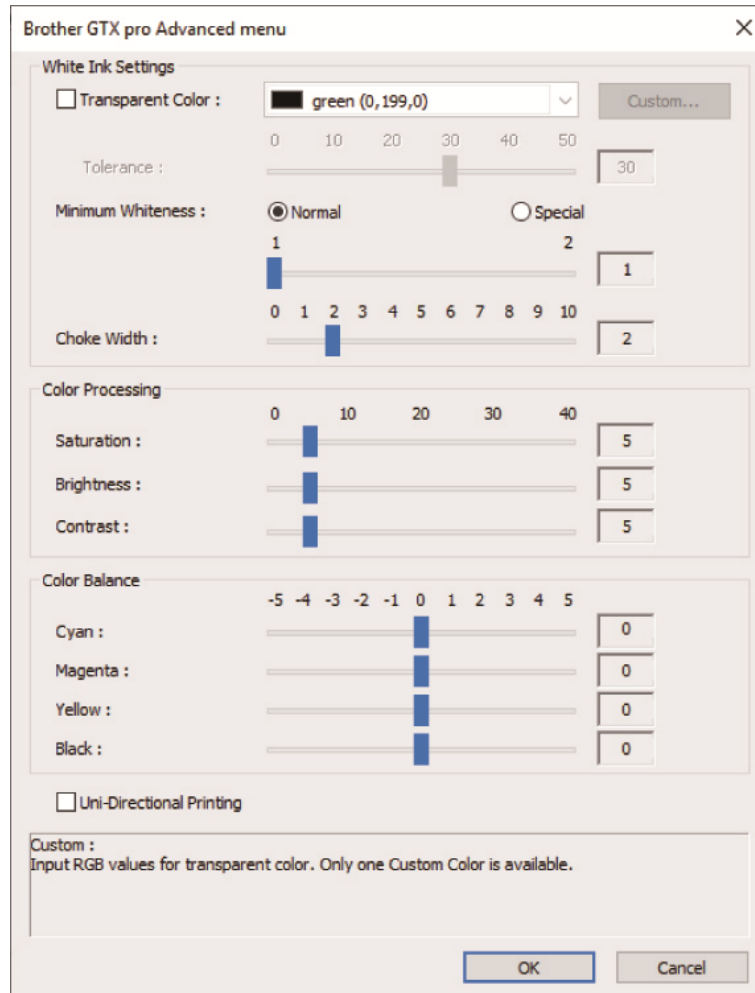 Brother GTX pro Advanced menu
White Ink Settings
Transparent Color : green (0,199,0) Custom...
0 10 20 30 40 50
Tolerance : 30
Minimum Whiteness : Normal Special
1 2
1
0 1 2 3 4 5 6 7 8 9 10
Choke Width : 2
Color Processing
0 10 20 30 40
Saturation : 5
Brightness : 5
Contrast : 5
Color Balance
-5 -4 -3 -2 -1 0 1 2 3 4 5
Cyan : 0
Magenta : 0
Yellow : 0
Black : 0
Uni-Directional Printing
Custom :
Input RGB values for transparent color. Only one Custom Color is available.
OK Cancel